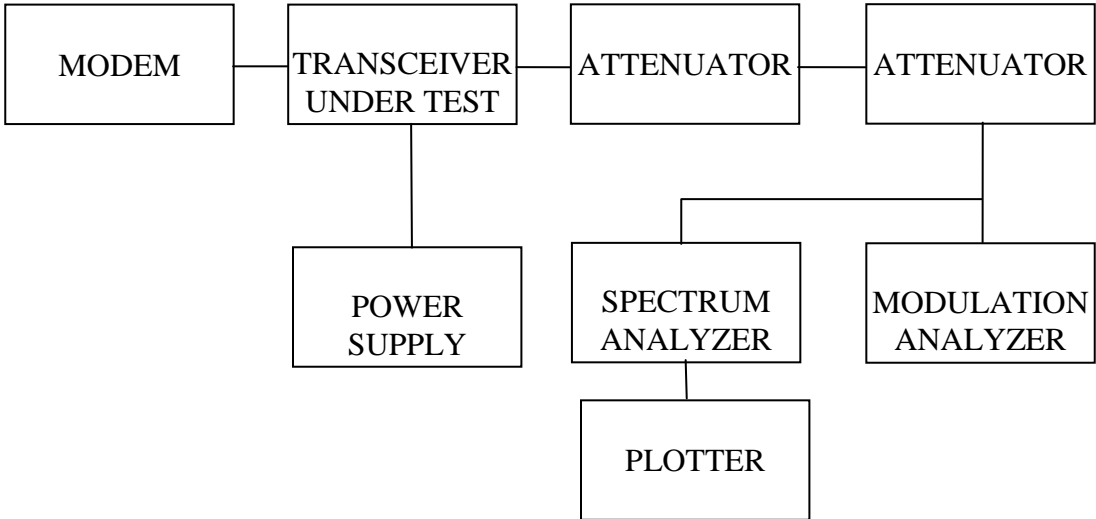 MODEM
TRANSCEIVER
UNDER TEST
ATTENUATOR
ATTENUATOR
POWER
SUPPLY
SPECTRUM
ANALYZER
MODULATION
ANALYZER
PLOTTER